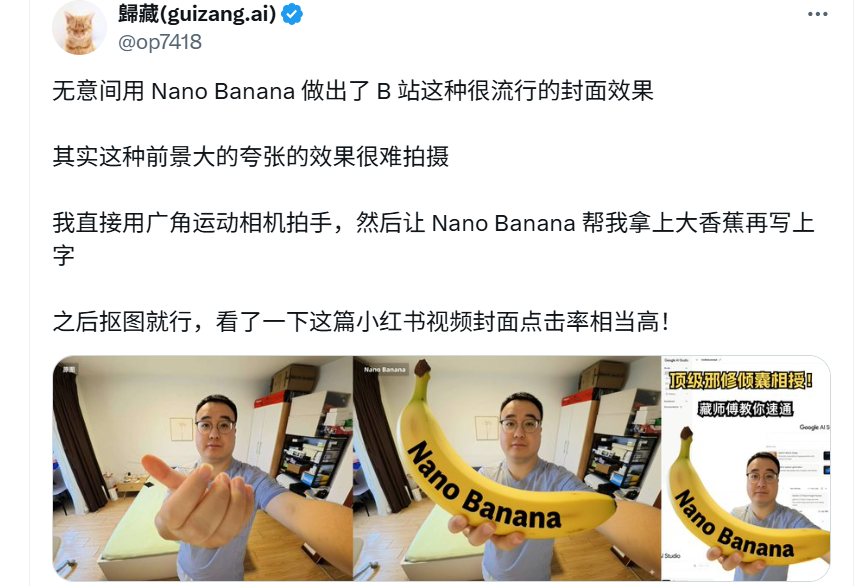 歸藏(guizang.ai)
@op7418
无意间用 Nano Banana 做出了 B 站这种很流行的封面效果
其实这种前景大的夸张的效果很难拍摄
我直接用广角运动相机拍手，然后让 Nano Banana 帮我拿上大香蕉再写上
字
之后抠图就行，看了一下这篇小红书视频封面点击率相当高！
原图
Nano Banana
Nano Banana
Google AI Studio
顶级邪修倾囊相授！
藏师傅教你速通
Google AI S
Nano Banana
I Studio